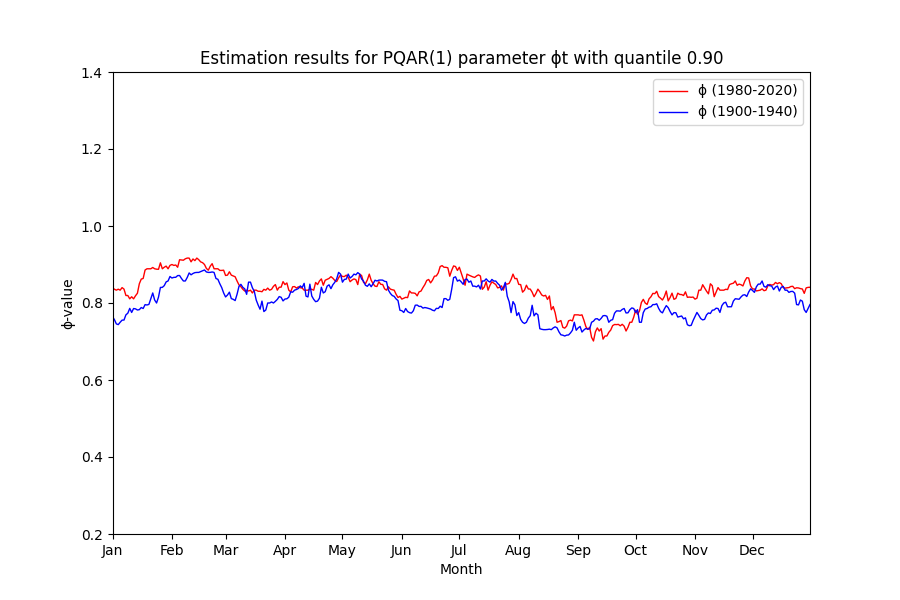 Estimation results for PQAR(1) parameter ϕt with quantile 0.90
ϕ (1980-2020)
ϕ (1900-1940)
ϕ-value
1.4
1.2
1.0
0.8
0.6
0.4
0.2
Jan Feb Mar Apr May Jun Jul Aug Sep Oct Nov Dec
Month